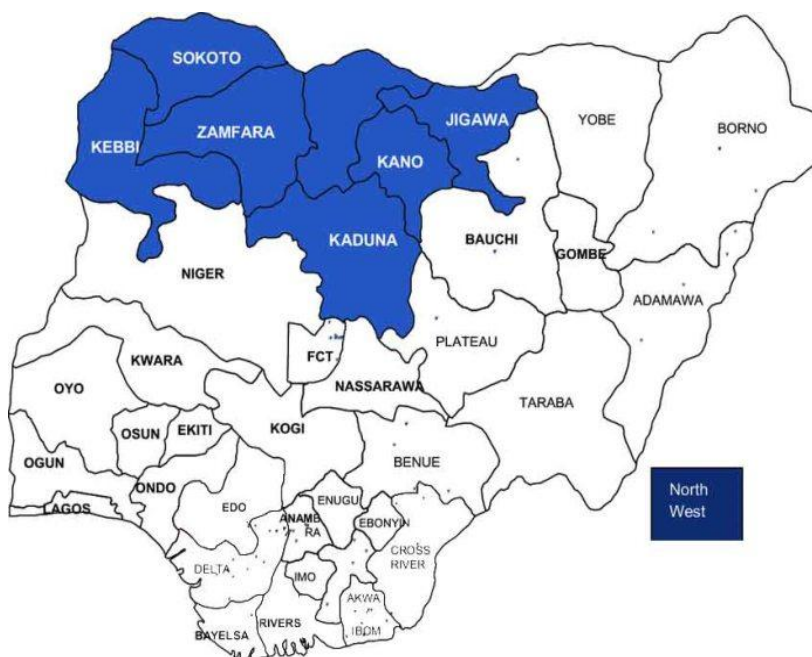 SOKOTO
ZAMFARA
KEBBI
JIGAWA
KANO
YOBE
BORNO
KADUNA
BAUCHI
GOMBE
NIGER
ADAMAWA
FCT
PLATEAU
KWARA
NASSARAWA
OYO
TARABA
OSUN
EKITI
KOGI
OGUN
BENUE
ONDO
LAGOS
EDO
ENUGU
ANAMB
RA
EBONYIN
CROSS
RIVER
DELTA
IMO
AKWA
IBOM
BAYELSA
RIVERS
North
West